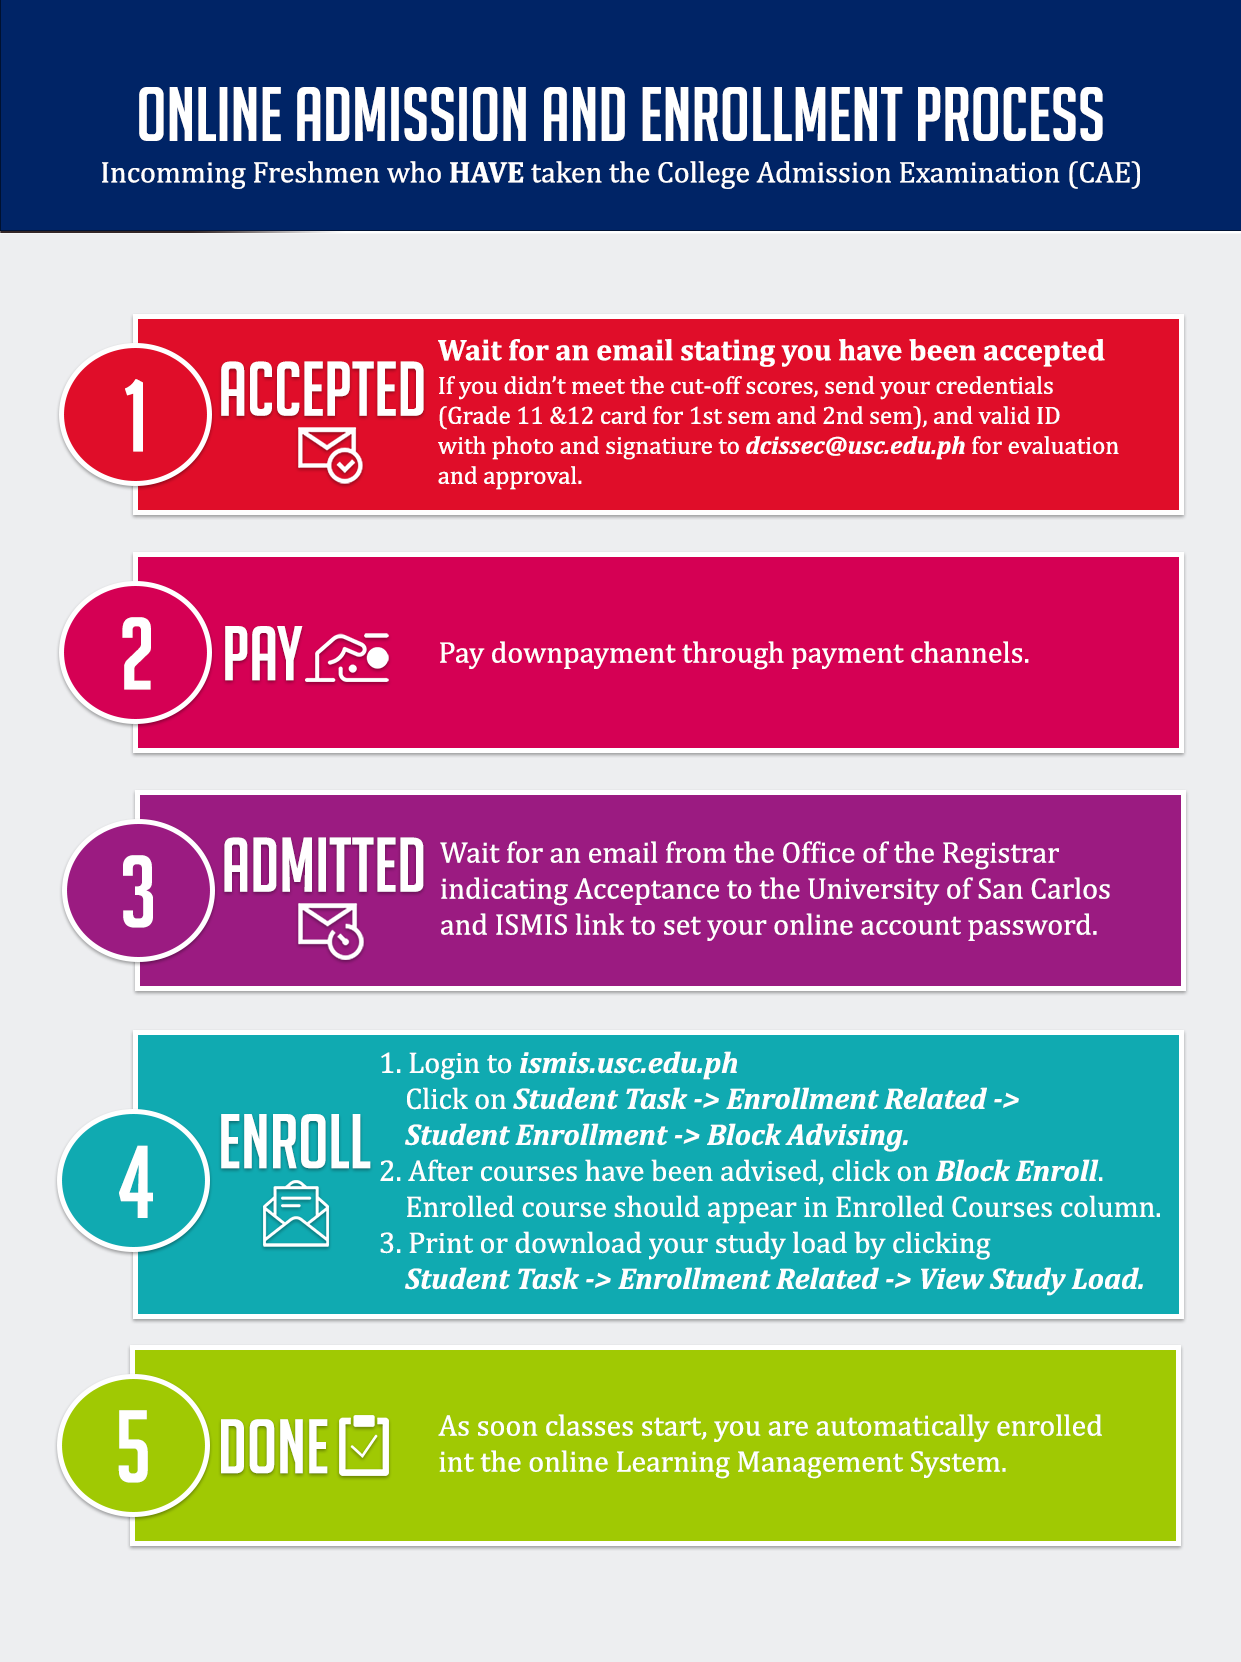 ONLINE ADMISSION AND ENROLLMENT PROCESS
Incomming Freshmen who HAVE taken the College Admission Examination (CAE)
1
ACCEPTED
Wait for an email stating you have been accepted
If you didn't meet the cut-off scores, send your credentials
(Grade 11 &12 card for 1st sem and 2nd sem), and valid ID
with photo and signatiure to dcissec@usc.edu.ph for evaluation
and approval.
2
PAY
Pay downpayment through payment channels.
3
ADMITTED
Wait for an email from the Office of the Registrar
indicating Acceptance to the University of San Carlos
and ISMIS link to set your online account password.
4
ENROLL
1. Login to ismis.usc.edu.ph
Click on Student Task -> Enrollment Related ->
Student Enrollment -> Block Advising.
2. After courses have been advised, click on Block Enroll.
Enrolled course should appear in Enrolled Courses column.
3. Print or download your study load by clicking
Student Task -> Enrollment Related -> View Study Load.
5
DONE
As soon classes start, you are automatically enrolled
int the online Learning Management System.